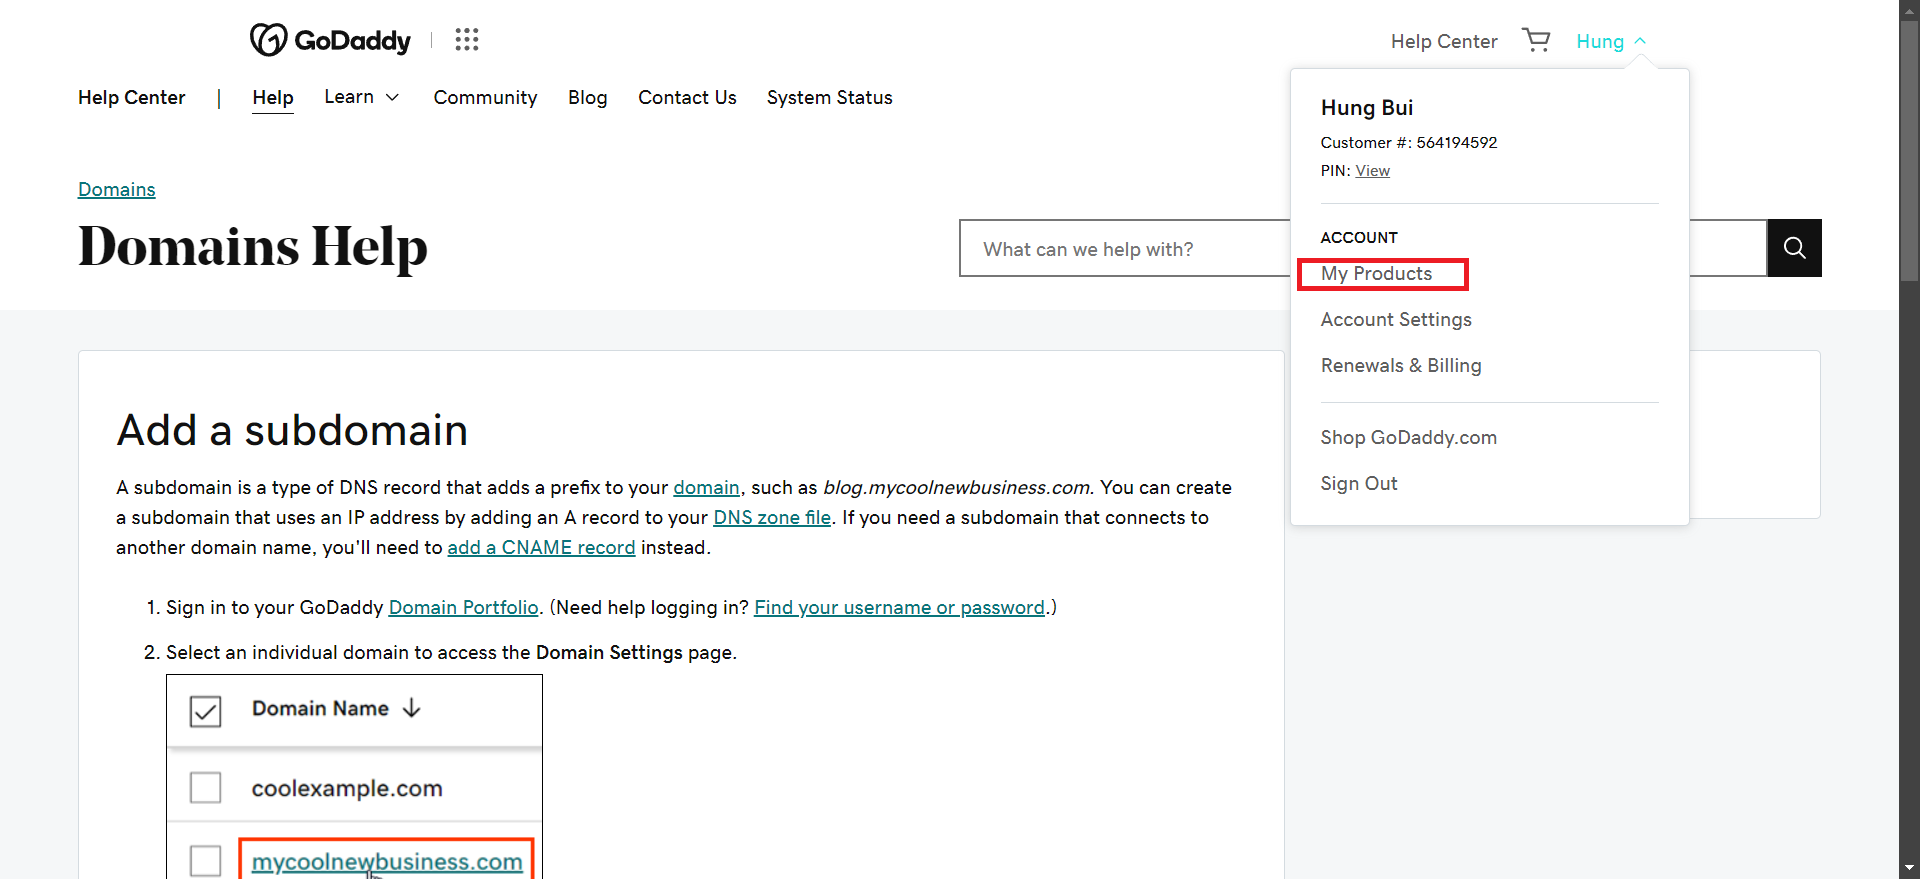 GoDaddy
Help Center
Hung
Help Center | Help Learn Community Blog Contact Us System Status
Hung Bui
Customer #: 564194592
PIN: View
ACCOUNT
My Products
Account Settings
Renewals & Billing
Shop GoDaddy.com
Sign Out
Domains
Domains Help
What can we help with?
Add a subdomain
A subdomain is a type of DNS record that adds a prefix to your domain, such as blog.mycoolnewbusiness.com. You can create
a subdomain that uses an IP address by adding an A record to your DNS zone file. If you need a subdomain that connects to
another domain name, you'll need to add a CNAME record instead.
1. Sign in to your GoDaddy Domain Portfolio. (Need help logging in? Find your username or password.)
2. Select an individual domain to access the Domain Settings page.
Domain Name ↓
coolexample.com
mycoolnewbusiness.com